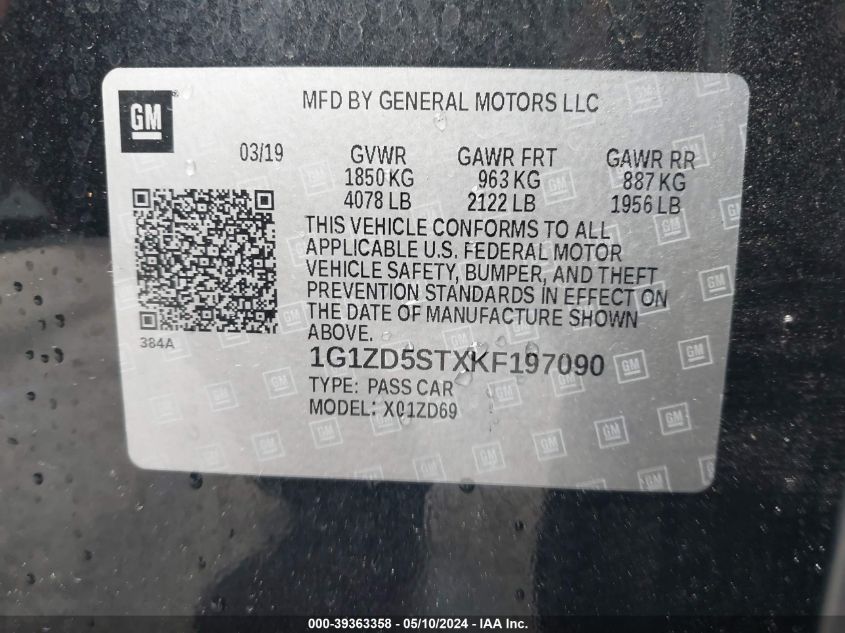 GM
MFD BY GENERAL MOTORS LLC
03/19
GVWR GAWR FRT GAWR RR
1850 KG 963 KG 887 KG
4078 LB 2122 LB 1956 LB
THIS VEHICLE CONFORMS TO ALL
APPLICABLE U.S. FEDERAL MOTOR
VEHICLE SAFETY, BUMPER, AND THEFT
PREVENTION STANDARDS IN EFFECT ON
THE DATE OF MANUFACTURE SHOWN
ABOVE.
384A
1G1ZD5STXKF197090
TYPE: PASS CAR
MODEL: X01ZD69
000-39363358 - 05/10/2024 - IAA Inc.